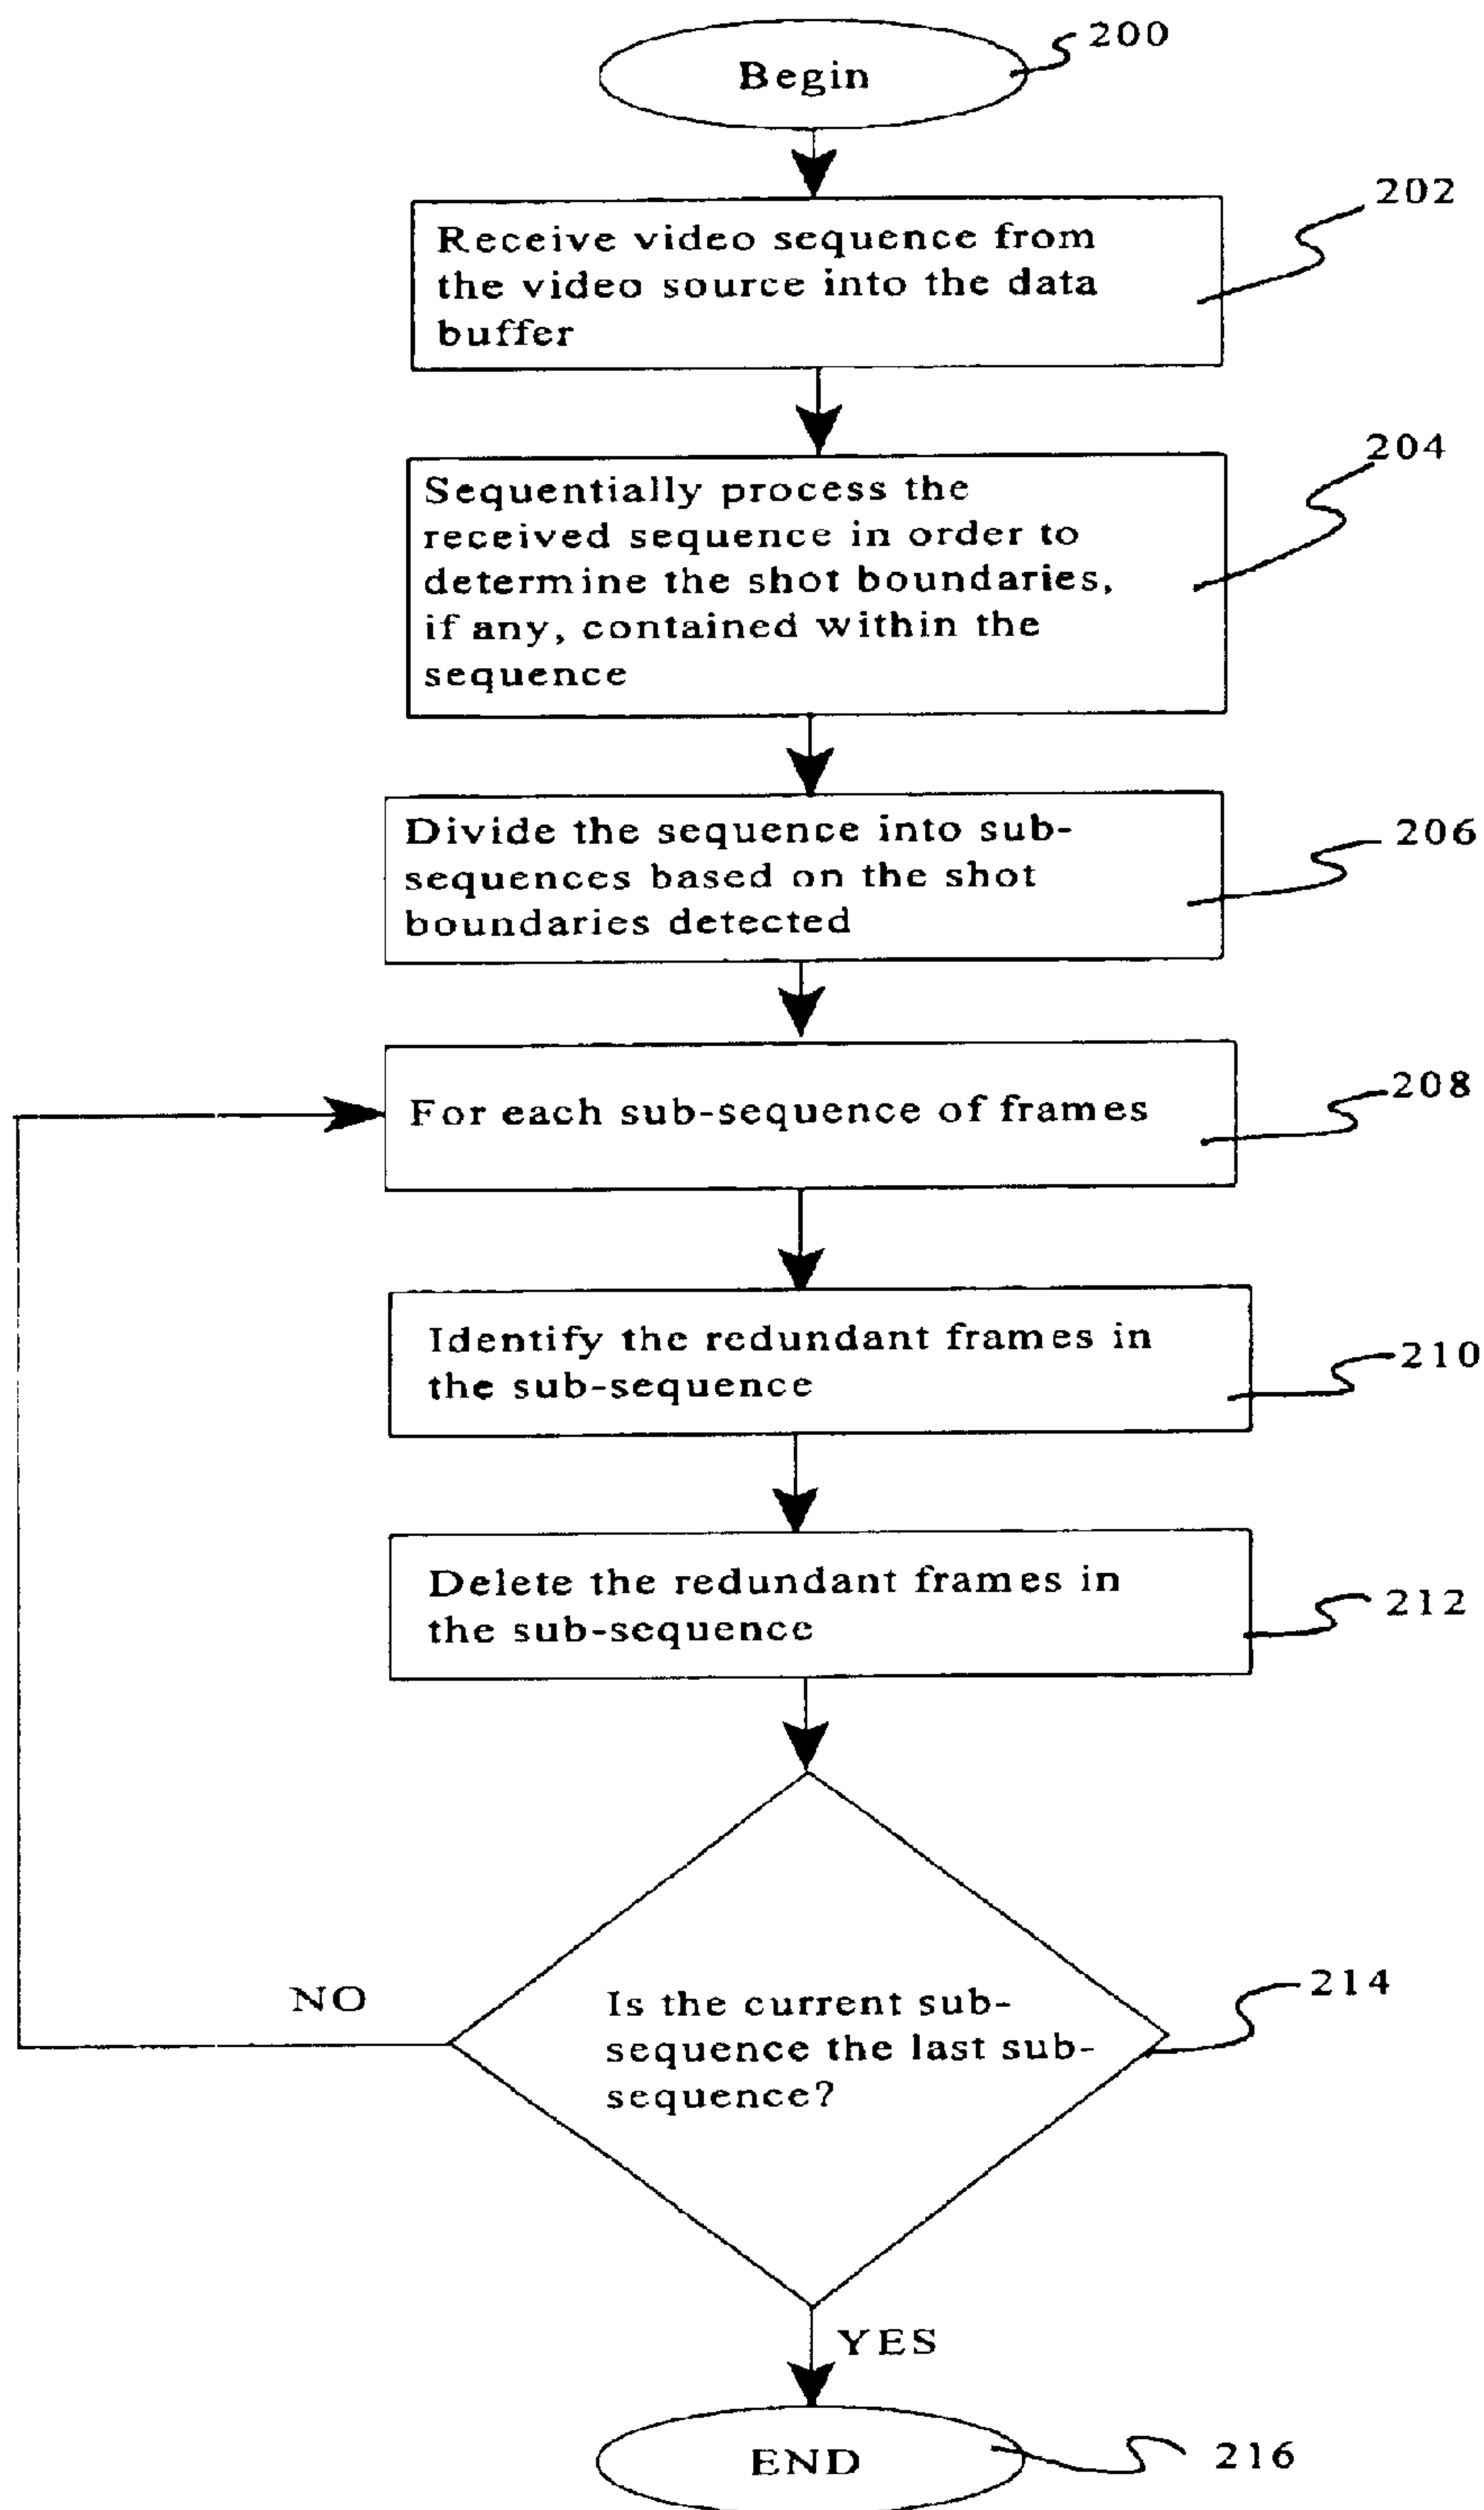 Begin
200
Receive video sequence from
the video source into the data
buffer
202
Sequentially process the
received sequence in order to
determine the shot boundaries,
if any, contained within the
sequence
204
Divide the sequence into sub-
sequences based on the shot
boundaries detected
206
For each sub-sequence of frames
208
Identify the redundant frames in
the sub-sequence
210
Delete the redundant frames in
the sub-sequence
212
Is the current sub-
sequence the last sub-
sequence?
214
NO
YES
END
216